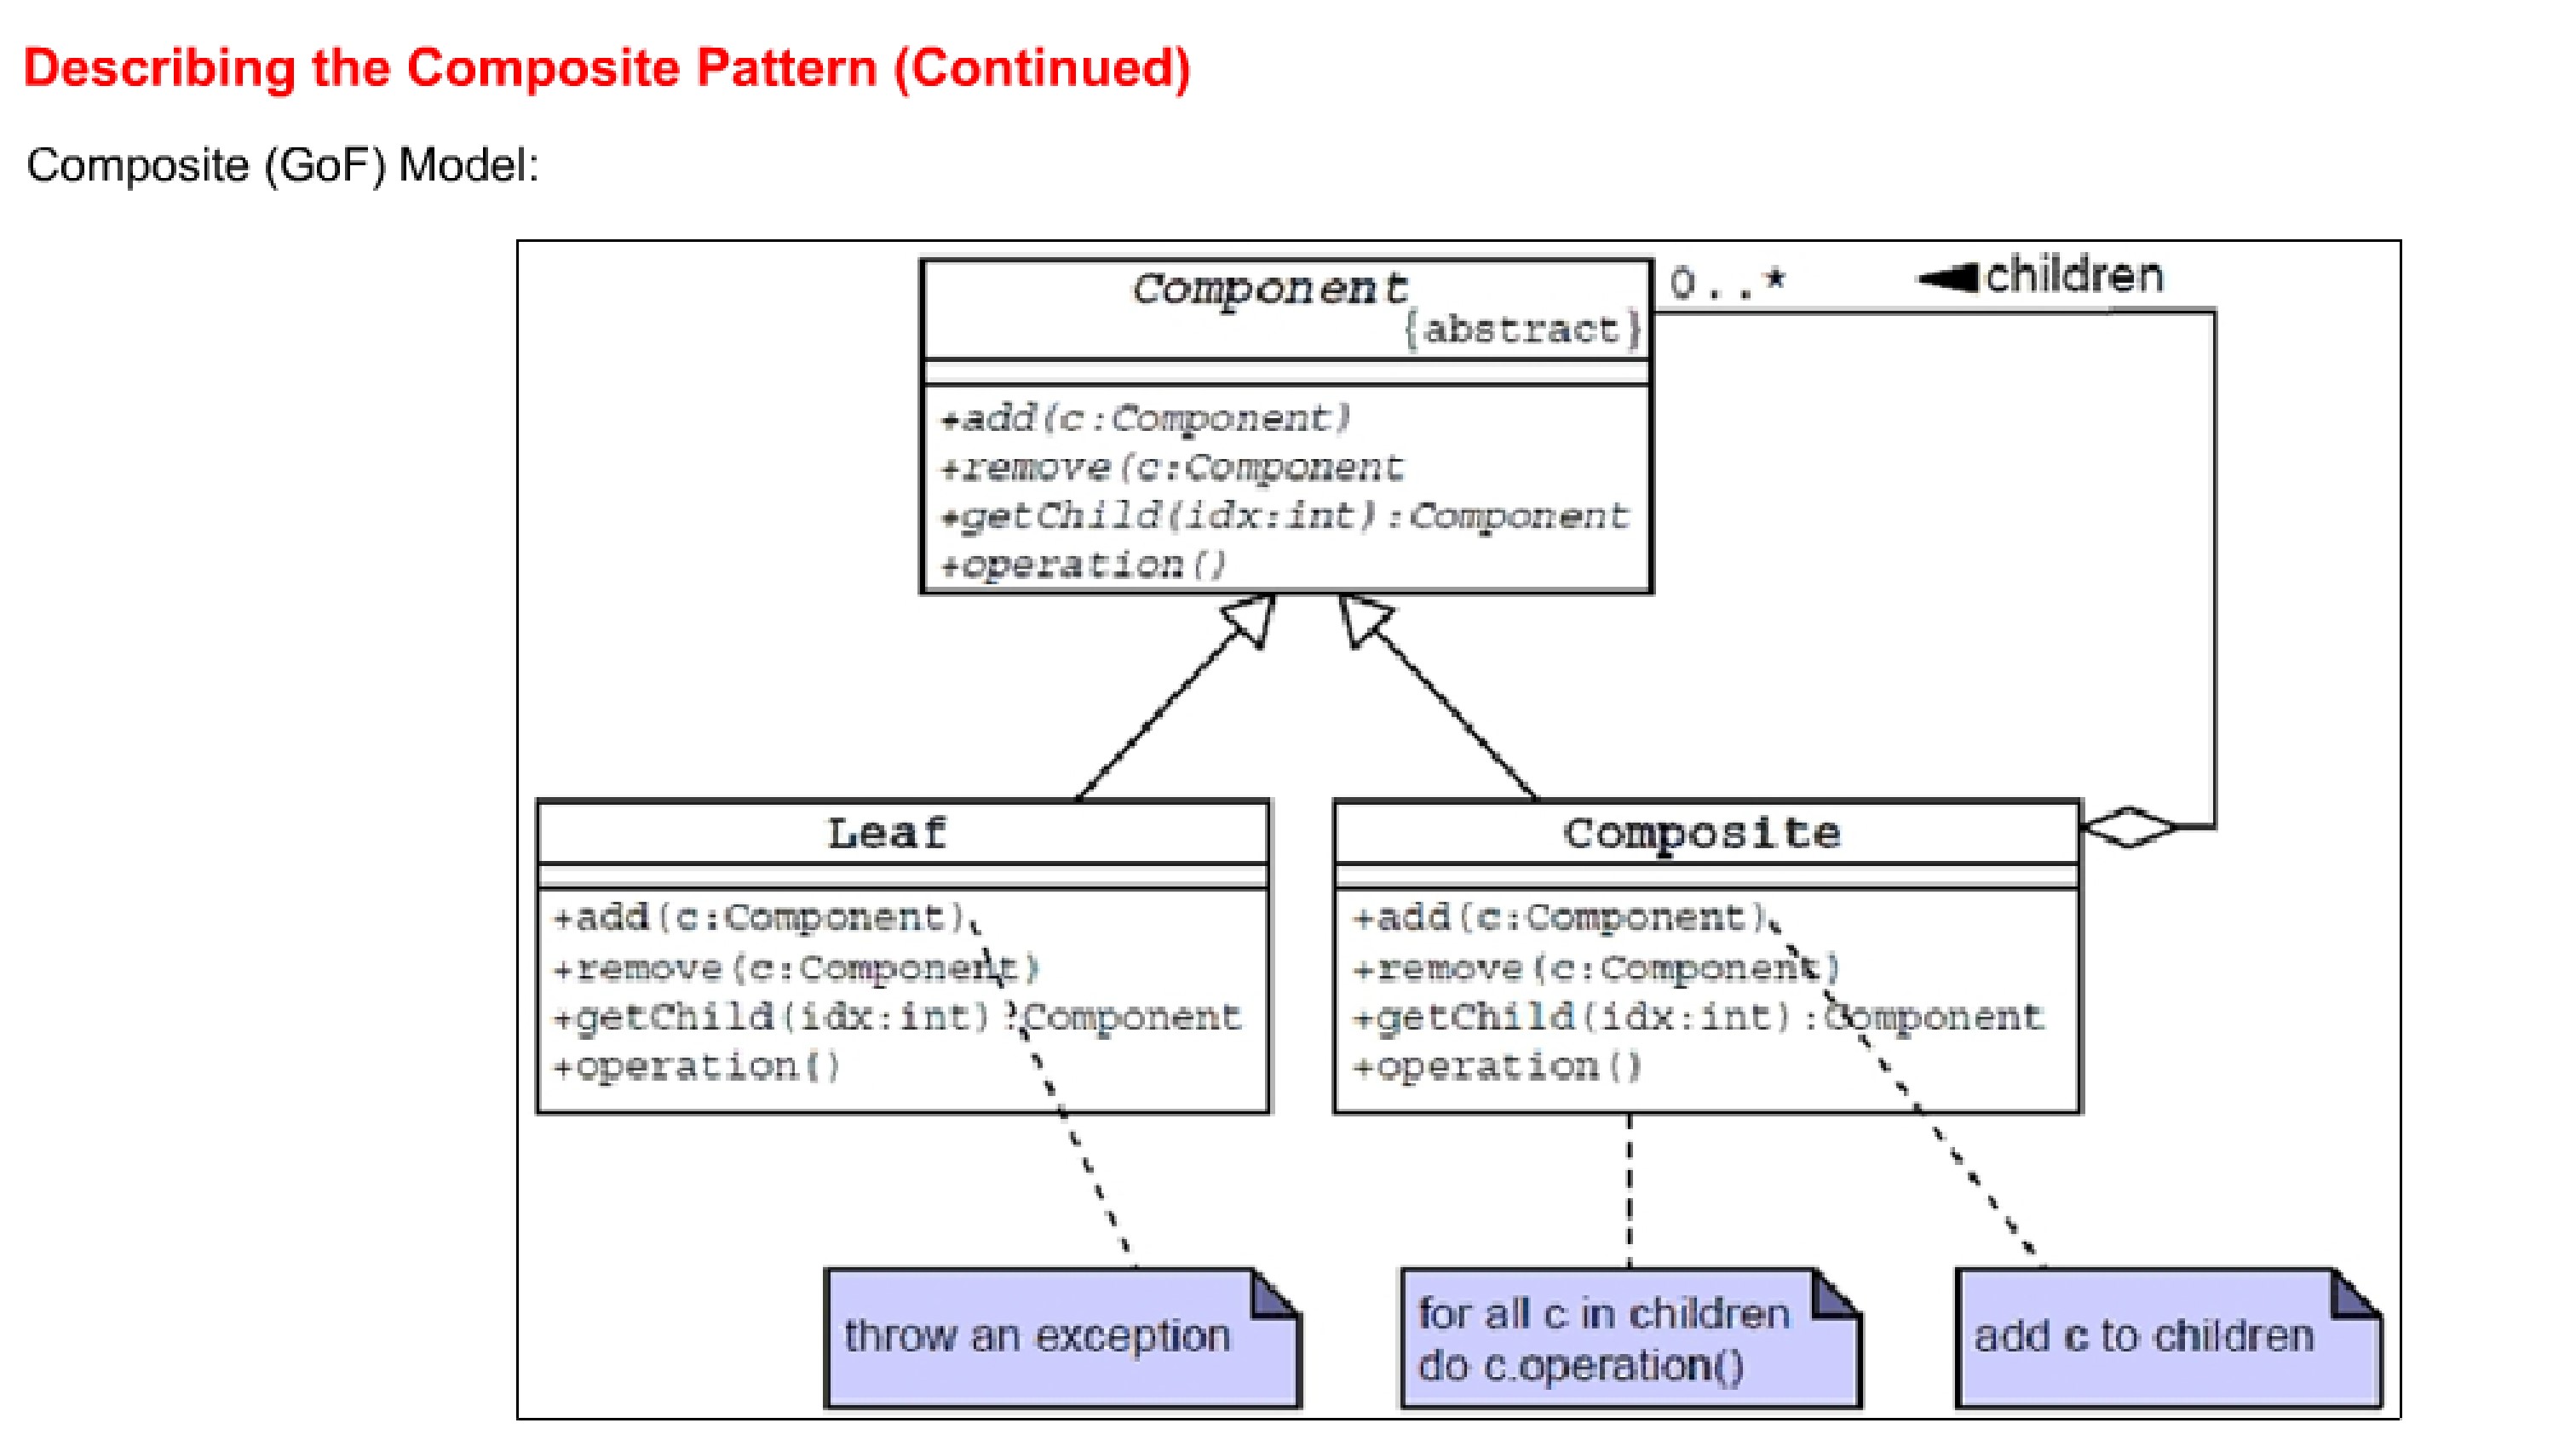 Describing the Composite Pattern (Continued)
Composite (GoF) Model:
Component
{abstract}
0..*
children
+add(c:Component)
+remove(c:Component
+getChild(idx:int):Component
+operation()
Leaf
+add(c:Component)
+remove(c:Component)
+getChild(idx:int):Component
+operation()
Composite
+add(c:Component)
+remove(c:Component)
+getChild(idx:int):Component
+operation()
throw an exception
for all c in children
do c.operation()
add c to children